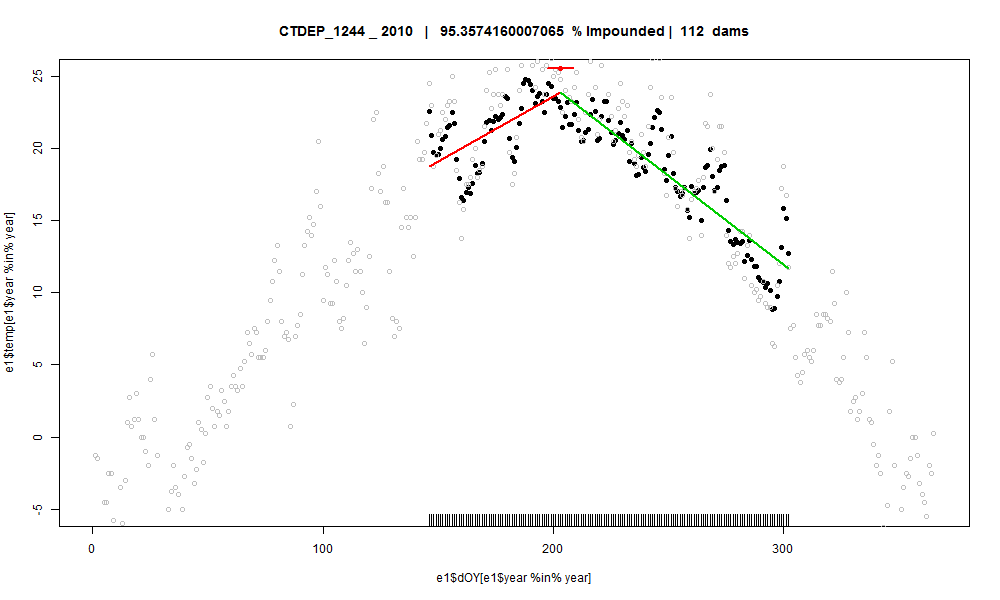 CTDEP_1244 _ 2010 | 95.3574160007065 % Impounded | 112 dams
25
20
15
10
5
0
-5
e1$temp[e1$year %in% year]
0 100 200 300
e1$dOY[e1$year %in% year]